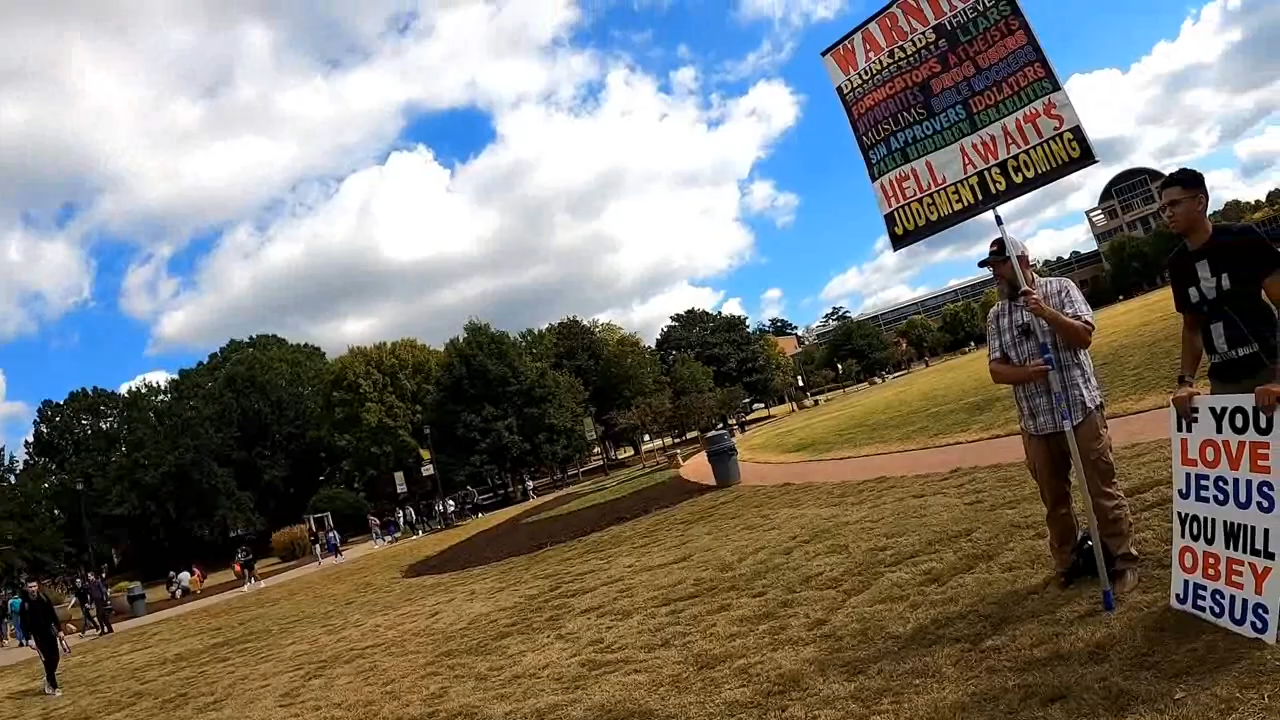 WARNIN
DRUNKARDS THIEVES
HOMOSEXUALS LIARS
FORNICATORS ATHEISTS
HYPOCRITES DRUG USERS
MUSLIMS BIBLE MOCKERS
SIN APPROVERS IDOLATERS
FAKE HEBREW ISRAELITES
HELL AWAITS
JUDGMENT IS COMING
IF YOU
LOVE
JESUS
YOU WILL
OBEY
JESUS